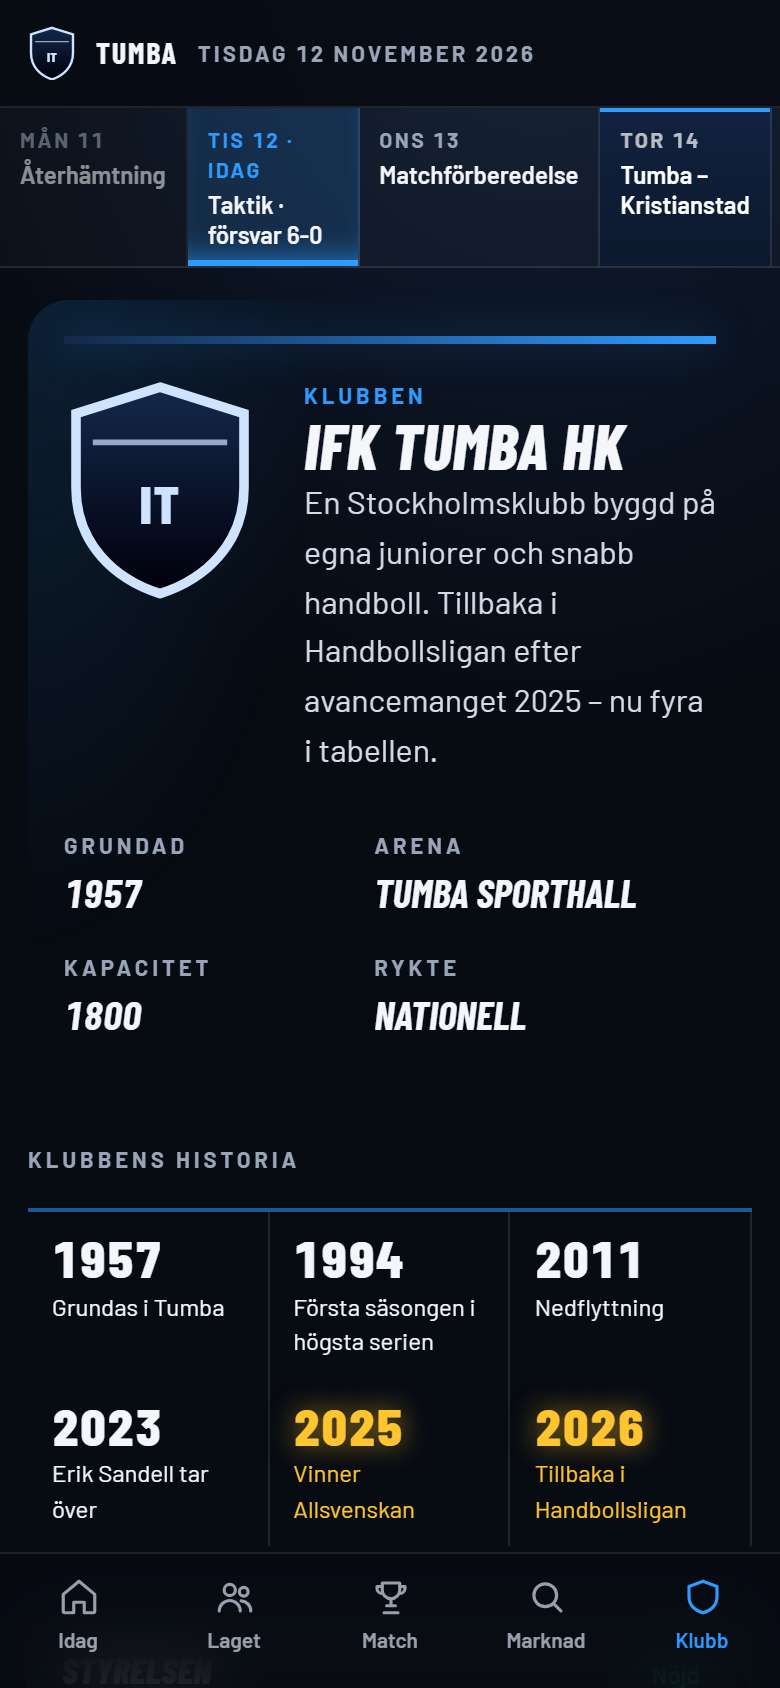 IT TUMBA TISDAG 12 NOVEMBER 2026
MÅN 11
Återhämtning
TIS 12 ·
IDAG
Taktik ·
försvar 6-0
ONS 13
Matchförberedelse
TOR 14
Tumba –
Kristianstad
IT
KLUBBEN
IFK TUMBA HK
En Stockholmsklubb byggd på
egna juniorer och snabb
handboll. Tillbaka i
Handbollsligan efter
avancemanget 2025 – nu fyra
i tabellen.
GRUNDAD
1957
ARENA
TUMBA SPORTHALL
KAPACITET
1800
RYKTE
NATIONELL
KLUBBENS HISTORIA
1957
Grundas i Tumba
1994
Första säsongen i
högsta serien
2011
Nedflyttning
2023
Erik Sandell tar
över
2025
Vinner
Allsvenskan
2026
Tillbaka i
Handbollsligan
Idag
Laget
Match
Marknad
Klubb
STYRELSEN
Nöjd